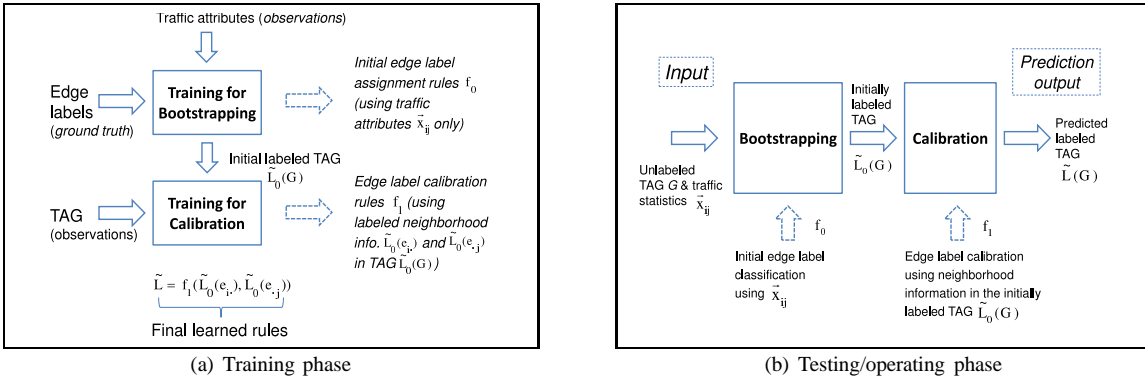 Traffic attributes (observations)
Edge
labels
(ground truth)
Training for
Bootstrapping
Initial edge label
assignment rules f₀
(using traffic
attributes x⃗ᵢⱼ only)
Initial labeled TAG
L̃₀(G)
TAG
(observations)
Training for
Calibration
Edge label calibration
rules f₁ (using
labeled neighborhood
info. L̃₀(eᵢ.) and L̃₀(e.ⱼ)
in TAG L̃₀(G))
L̃ = f₁(L̃₀(eᵢ.), L̃₀(e.ⱼ))
Final learned rules
(a) Training phase
Input
Prediction
output
Unlabeled
TAG G & traffic
statistics x⃗ᵢⱼ
Bootstrapping
Initially
labeled
TAG
L̃₀(G)
Calibration
Predicted
labeled
TAG
L̃(G)
f₀
Initial edge label
classification
using x⃗ᵢⱼ
f₁
Edge label calibration
using neighborhood
information in the initially
labeled TAG L̃₀(G)
(b) Testing/operating phase